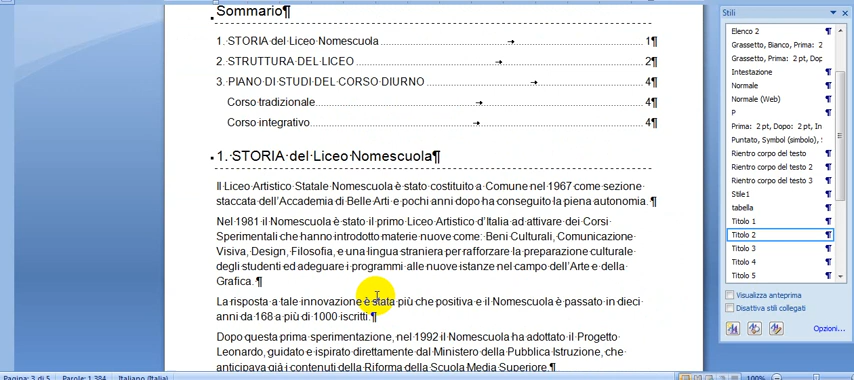 Sommario¶
1. STORIA·del·Liceo·Nomescuola → 1¶
2. STRUTTURA·DEL·LICEO → 2¶
3. PIANO·DI·STUDI·DEL·CORSO·DIURNO → 4¶
Corso·tradizionale → 4¶
Corso·integrativo → 4¶
1.·STORIA·del·Liceo·Nomescuola¶
Il·Liceo·Artistico·Statale·Nomescuola·è·stato·costituito·a·Comune·nel·1967·come·sezione·
staccata·dell'Accademia·di·Belle·Arti·e·pochi·anni·dopo·ha·conseguito·la·piena·autonomia.·¶
Nel·1981·il·Nomescuola·è·stato·il·primo·Liceo·Artistico·d'Italia·ad·attivare·dei·Corsi·
Sperimentali·che·hanno·introdotto·materie·nuove·come:·Beni·Culturali,·Comunicazione·
Visiva,·Design,·Filosofia,·e·una·lingua·straniera·per·rafforzare·la·preparazione·culturale·
degli·studenti·ed·adeguare·i·programmi·alle·nuove·istanze·nel·campo·dell'Arte·e·della·
Grafica.·¶
La·risposta·a·tale·innovazione·è·stata·più·che·positiva·e·il·Nomescuola·è·passato·in·dieci·
anni·da·168·a·più·di·1000·iscritti.¶
Dopo·questa·prima·sperimentazione,·nel·1992·il·Nomescuola·ha·adottato·il·Progetto·
Leonardo,·guidato·e·ispirato·direttamente·dal·Ministero·della·Pubblica·Istruzione,·che·
anticipava·già·i·contenuti·della·Riforma·della·Scuola·Media·Superiore.¶
Stili
Elenco 2 ¶
Grassetto, Bianco, Prima: 2
Grassetto, Prima: 2 pt, Dop
Intestazione ¶
Normale ¶
Normale (Web) ¶
P ¶
Prima: 2 pt, Dopo: 2 pt, In
Puntato, Symbol (simbolo),
Rientro corpo del testo ¶
Rientro corpo del testo 2 ¶
Rientro corpo del testo 3 ¶
Stile1 ¶
tabella ¶
Titolo 1 ¶
Titolo 2 ¶
Titolo 3 ¶
Titolo 4 ¶
Titolo 5 ¶
Visualizza anteprima
Disattiva stili collegati
Opzioni...
Pagina: 3 di 5 Parole: 1.384 Italiano (Italia) 100%